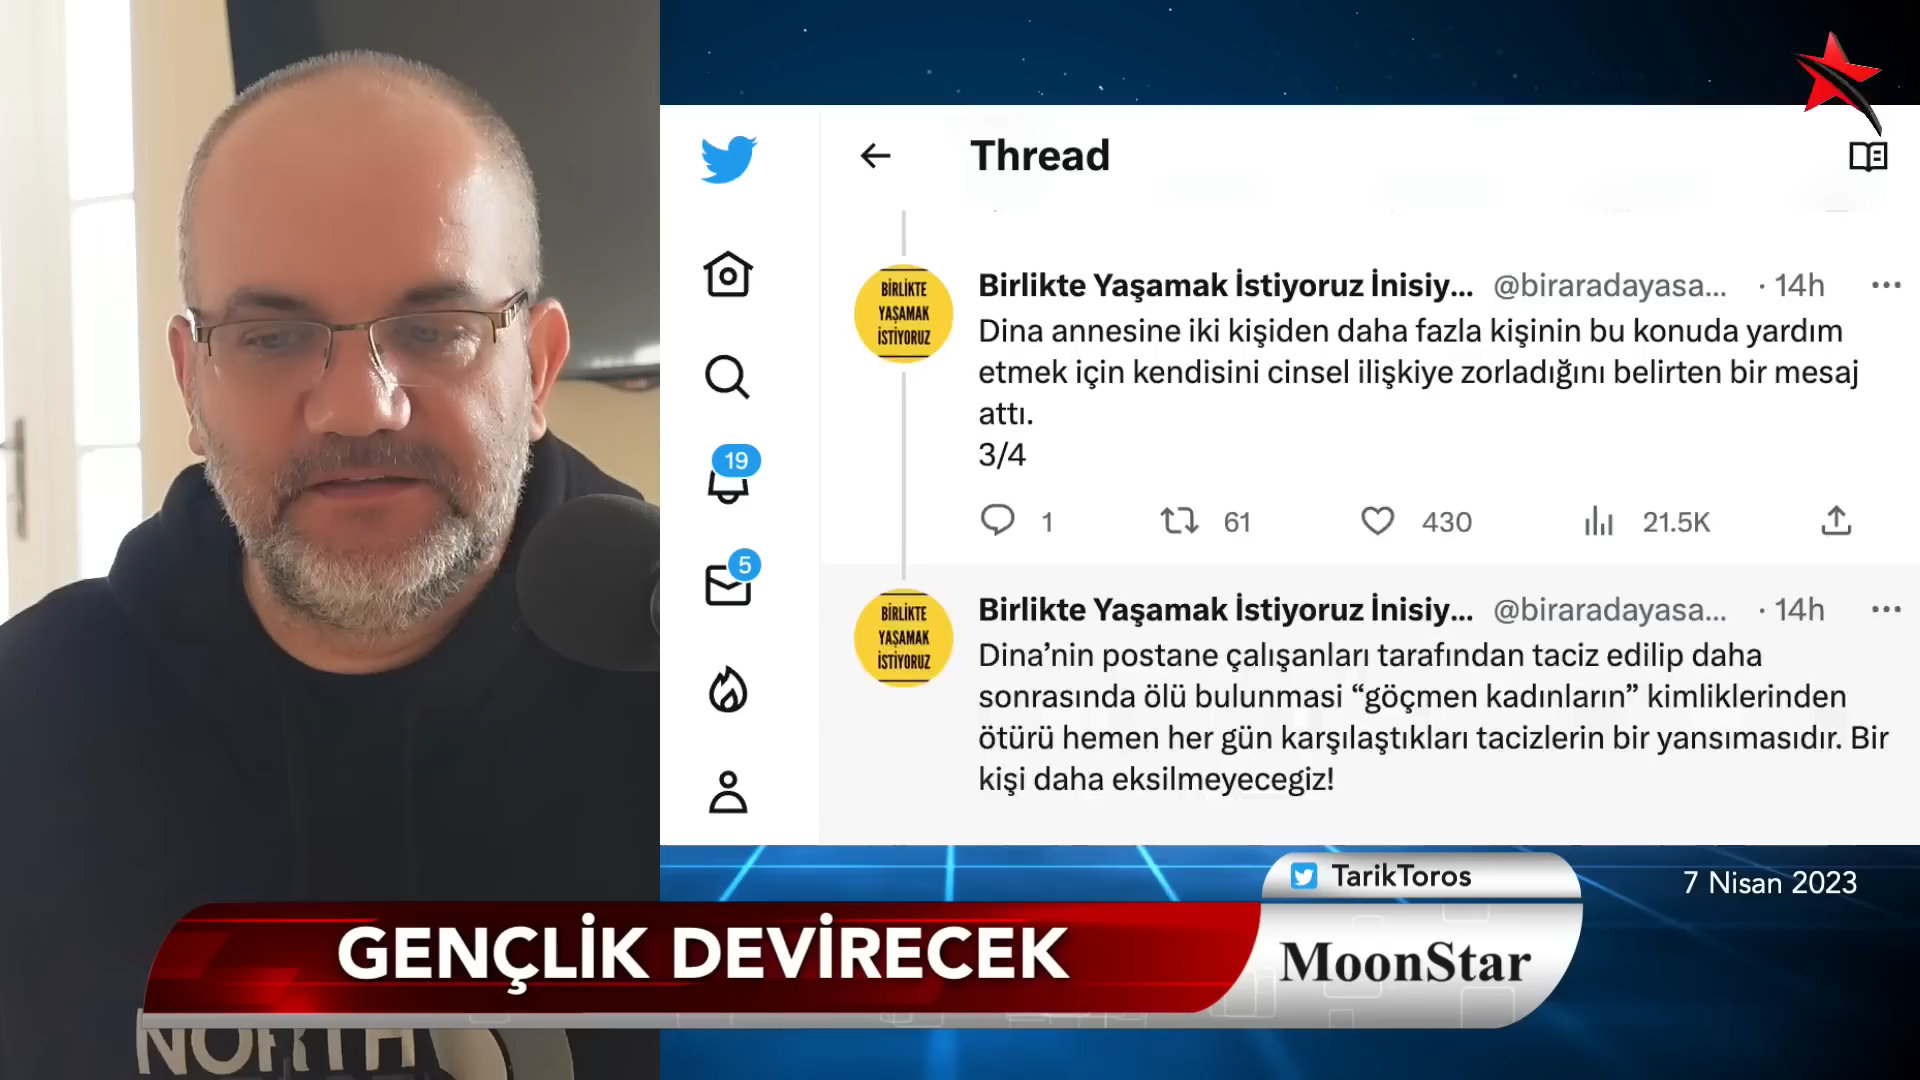 Thread
BİRLİKTE
YAŞAMAK
İSTİYORUZ
Birlikte Yaşamak İstiyoruz İnisiy... @biraradayasa... · 14h
Dina annesine iki kişiden daha fazla kişinin bu konuda yardım
etmek için kendisini cinsel ilişkiye zorladığını belirten bir mesaj
attı.
3/4
19
1 61 430 21.5K
5
BİRLİKTE
YAŞAMAK
İSTİYORUZ
Birlikte Yaşamak İstiyoruz İnisiy... @biraradayasa... · 14h
Dina’nin postane çalışanları tarafından taciz edilip daha
sonrasında ölü bulunmasi “göçmen kadınların” kimliklerinden
ötürü hemen her gün karşılaştıkları tacizlerin bir yansımasıdır. Bir
kişi daha eksilmeyecegiz!
TarikToros
7 Nisan 2023
GENÇLİK DEVİRECEK
MoonStar
NORTH